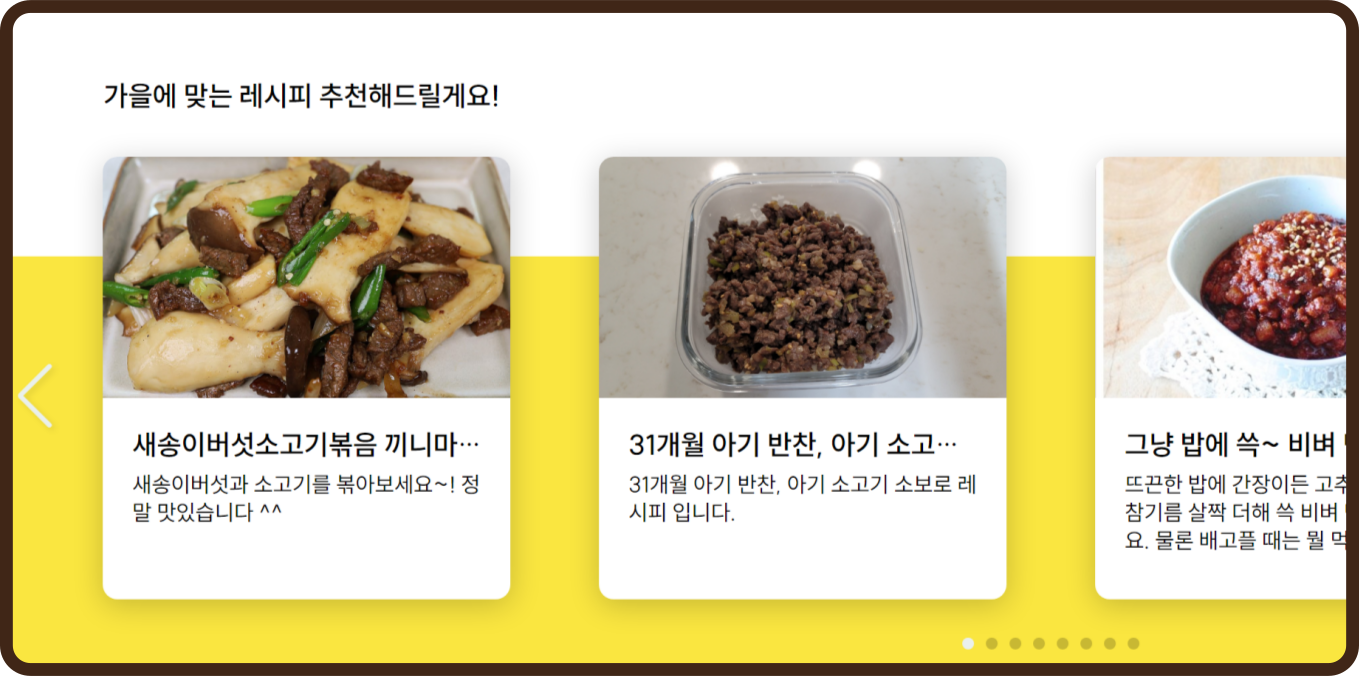 가을에 맞는 레시피 추천해드릴게요!
새송이버섯소고기볶음 끼니마…
새송이버섯과 소고기를 볶아보세요~! 정
말 맛있습니다 ^^
31개월 아기 반찬, 아기 소고…
31개월 아기 반찬, 아기 소고기 소보로 레
시피 입니다.
그냥 밥에 쓱~ 비벼
뜨끈한 밥에 간장이든
참기름 살짝 더해 쓱 비벼
요. 물론 배고플 때는 뭘